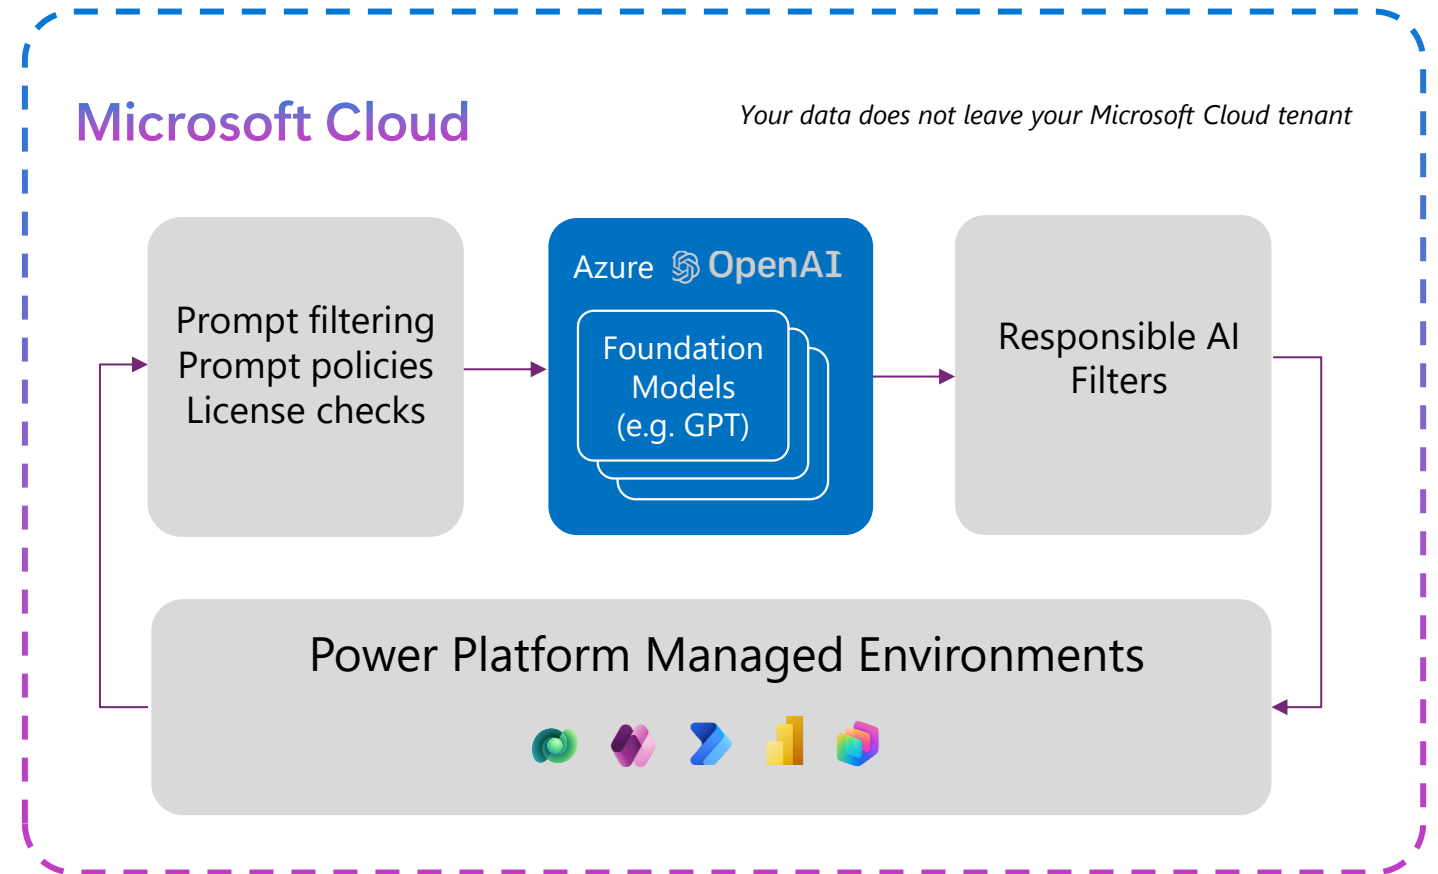 Microsoft Cloud
Your data does not leave your Microsoft Cloud tenant
Prompt filtering
Prompt policies
License checks
Azure OpenAI
Foundation
Models
(e.g. GPT)
Responsible AI
Filters
Power Platform Managed Environments